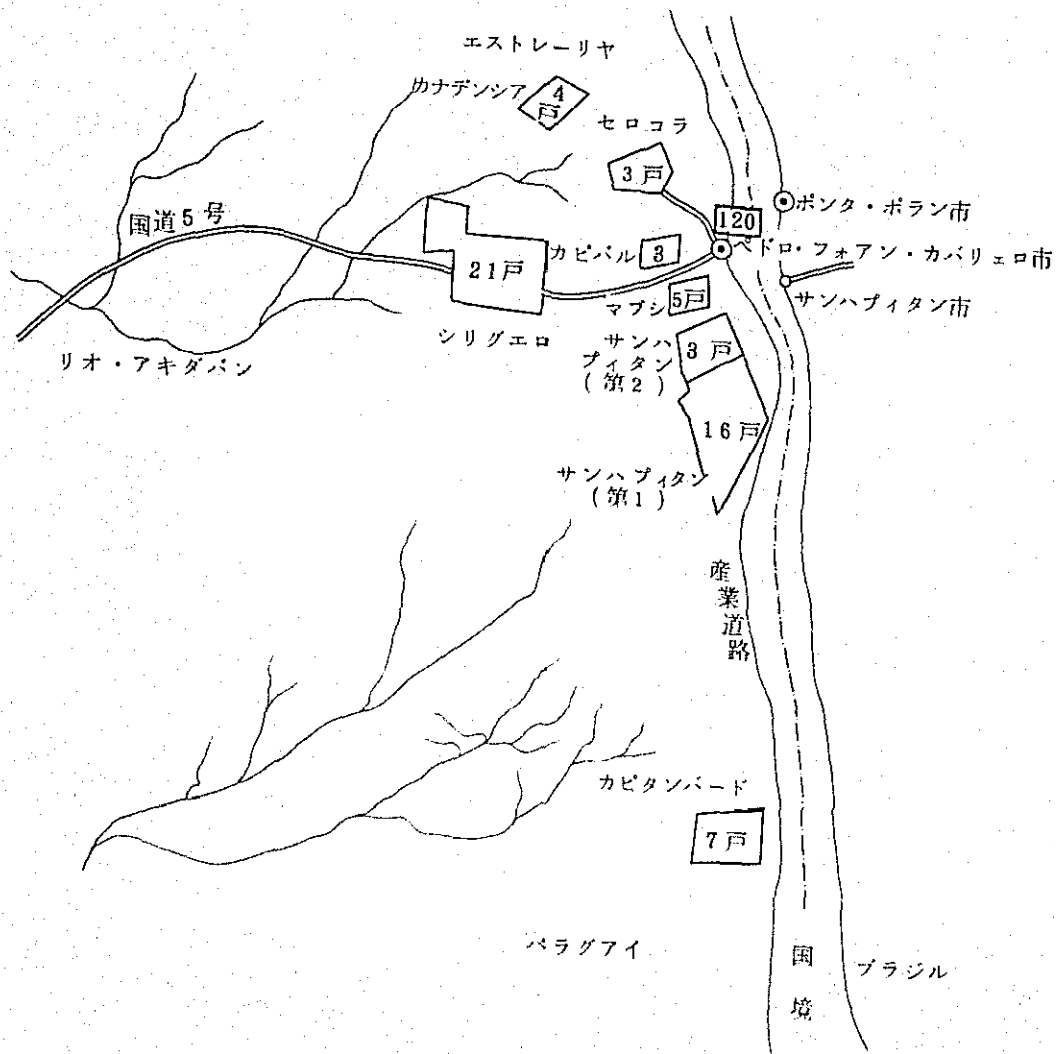 エストレーリヤ
カナデンシア
4
戸
セロコラ
3戸
国道5号
120
ポンタ・ポラン市
カピバル
3
ペドロ・フォアン・カバリェロ市
21戸
マプシ
5戸
サンハプィタン市
シリグエロ
リオ・アキダバン
サンハ
プィタン
(第2)
3戸
16戸
サンハプィタン
(第1)
産業道路
カピタンバード
7戸
パラグアイ
国境
ブラジル